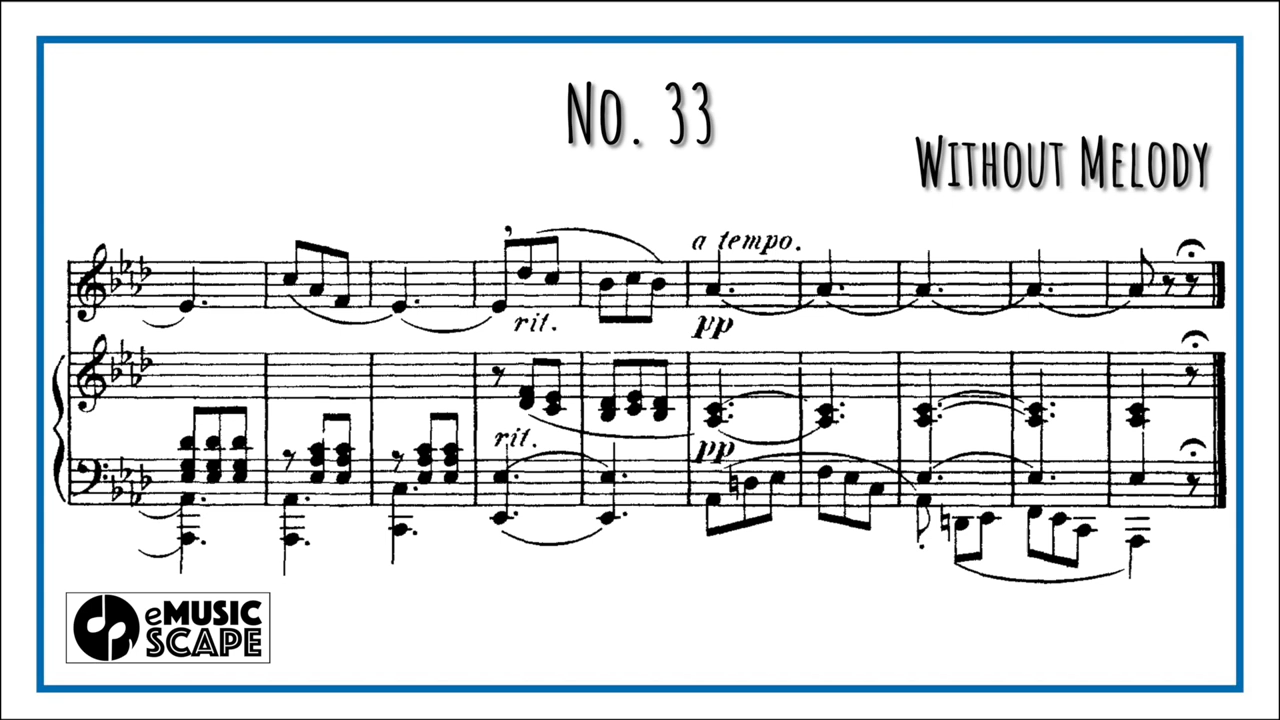 No. 33
WITHOUT MELODY
a tempo.
rit.
pp
rit.
pp
eMUSIC
SCAPE